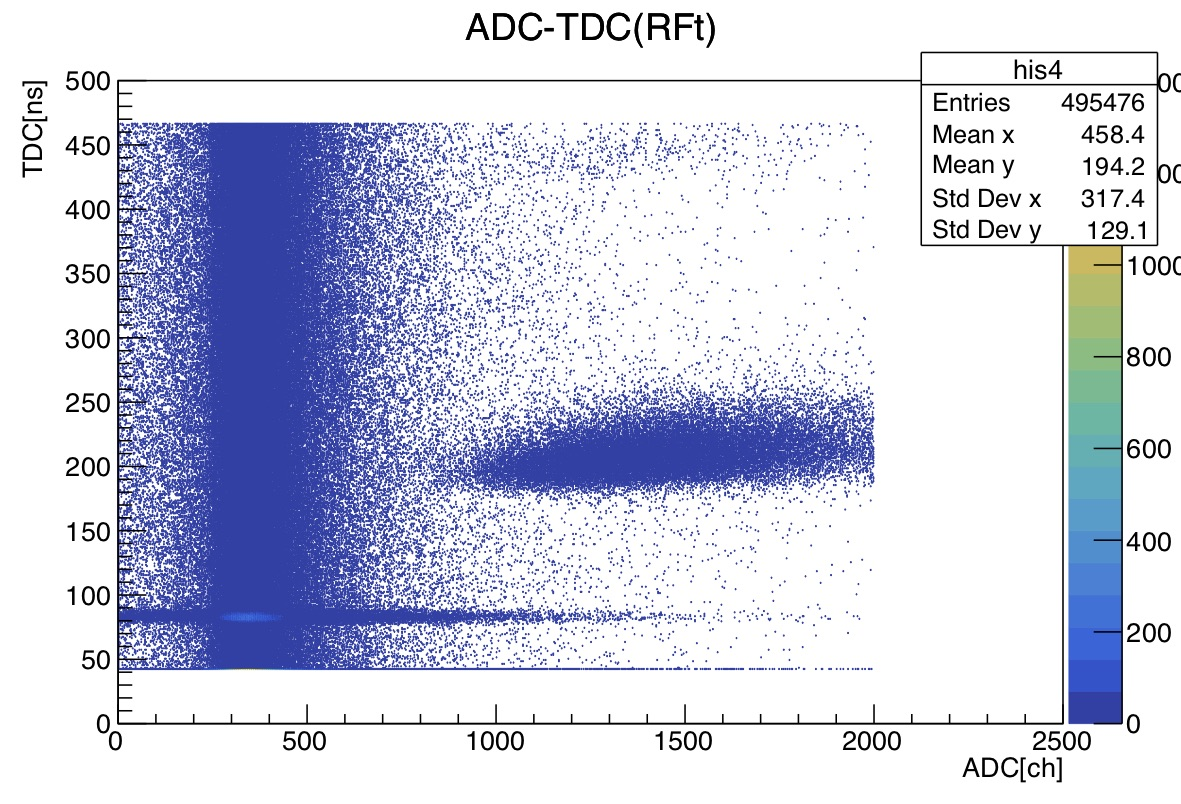 ADC-TDC(RFt)
TDC[ns]
500
450
400
350
300
250
200
150
100
50
0
0 500 1000 1500 2000 2500
ADC[ch]
his4
Entries 495476
Mean x 458.4
Mean y 194.2
Std Dev x 317.4
Std Dev y 129.1
1000
800
600
400
200
0